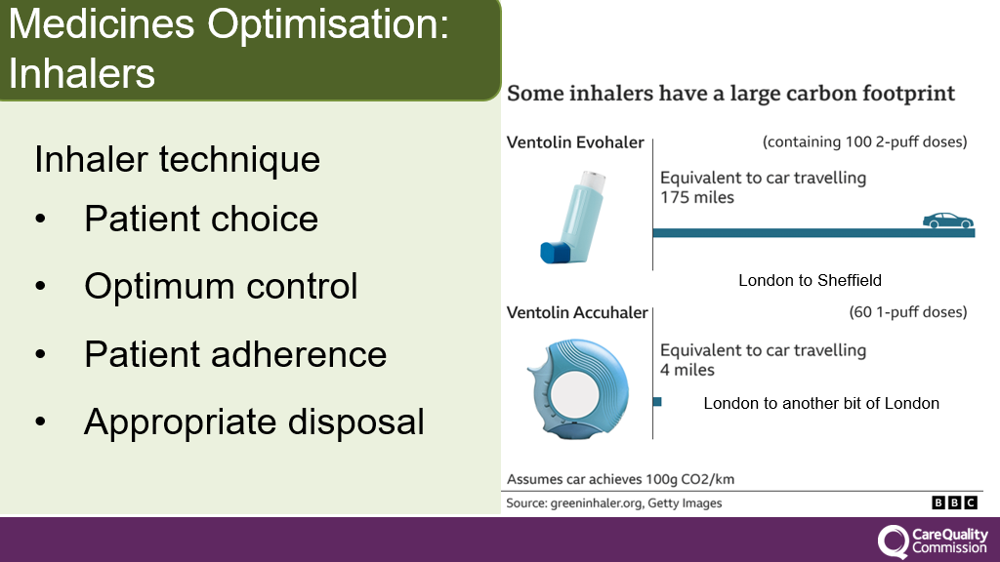 Medicines Optimisation:
Inhalers
Inhaler technique
• Patient choice
• Optimum control
• Patient adherence
• Appropriate disposal
Some inhalers have a large carbon footprint
Ventolin Evohaler
(containing 100 2-puff doses)
Equivalent to car travelling
175 miles
London to Sheffield
Ventolin Accuhaler
(60 1-puff doses)
Equivalent to car travelling
4 miles
London to another bit of London
Assumes car achieves 100g CO2/km
Source: greeninhaler.org, Getty Images
BBC
CareQuality
Commission